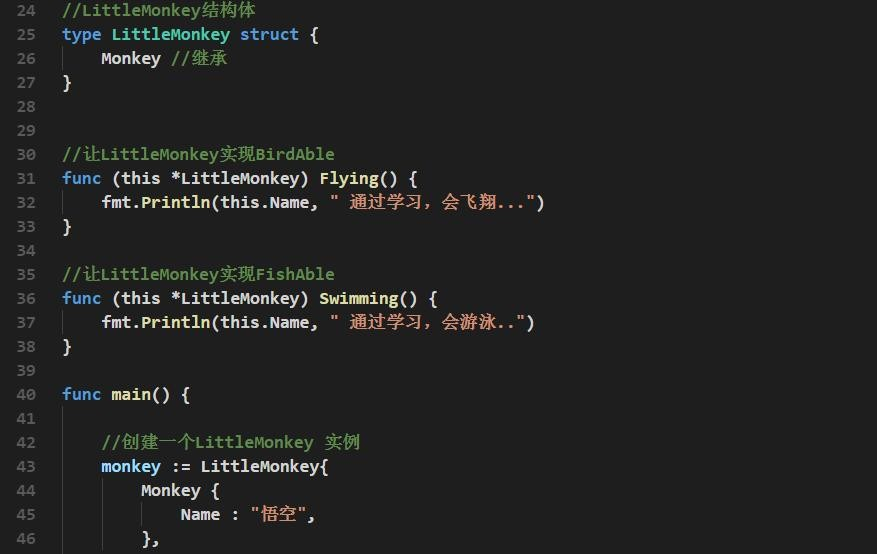 24 //LittleMonkey结构体
25 type LittleMonkey struct {
26     Monkey //继承
27 }
28
29
30 //让LittleMonkey实现BirdAble
31 func (this *LittleMonkey) Flying() {
32     fmt.Println(this.Name, " 通过学习，会飞翔...")
33 }
34
35 //让LittleMonkey实现FishAble
36 func (this *LittleMonkey) Swimming() {
37     fmt.Println(this.Name, " 通过学习，会游泳..")
38 }
39
40 func main() {
41
42     //创建一个LittleMonkey 实例
43     monkey := LittleMonkey{
44         Monkey {
45             Name : "悟空",
46         },